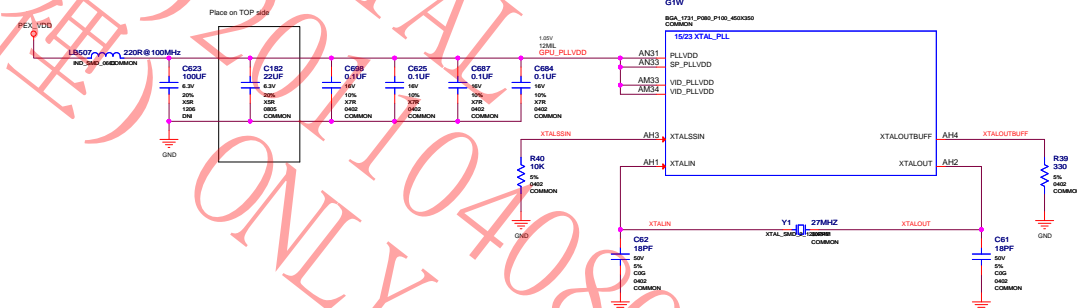 G1W
BGA_1731_P080_P100_450X350
COMMON
Place on TOP side
PEX_VDD
15/23 XTAL_PLL
1.05V
12MIL
GPU_PLLVDD
LB507 220R@100MHz
COMMON
AN31 PLLVDD
AN33 SP_PLLVDD
AM33 VID_PLLVDD
AM34 VID_PLLVDD
C623
100UF
6.3V
20%
X5R
1206
DNI
C182
22UF
6.3V
20%
X5R
0805
COMMON
C698
0.1UF
16V
10%
X7R
0402
COMMON
C625
0.1UF
16V
10%
X7R
0402
COMMON
C687
0.1UF
16V
10%
X7R
0402
COMMON
C684
0.1UF
16V
10%
X7R
0402
COMMON
GND
XTALSSIN AH3 XTALSSIN
XTALOUTBUFF AH4 XTALOUTBUFF
AH1 XTALIN
XTALOUT AH2
R40
10K
5%
0402
COMMON
GND
R39
330
5%
0402
COMMON
GND
XTALIN
Y1 27MHZ
COMMON
XTALOUT
C62
18PF
50V
5%
C0G
0402
COMMON
C61
18PF
50V
5%
C0G
0402
COMMON
ONLY